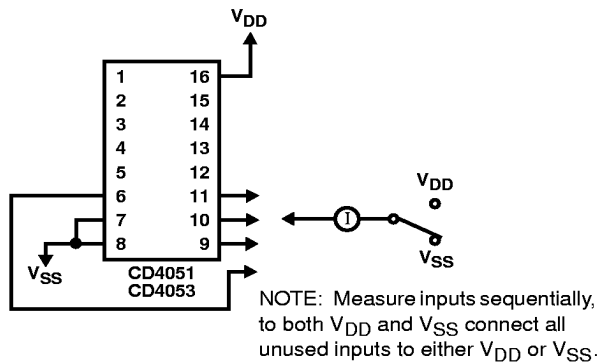 VDD
1 16
2 15
3 14
4 13
5 12
6 11
7 10
8 9
VSS
CD4051
CD4053
I
VDD
VSS
NOTE: Measure inputs sequentially,
to both VDD and VSS connect all
unused inputs to either VDD or VSS.